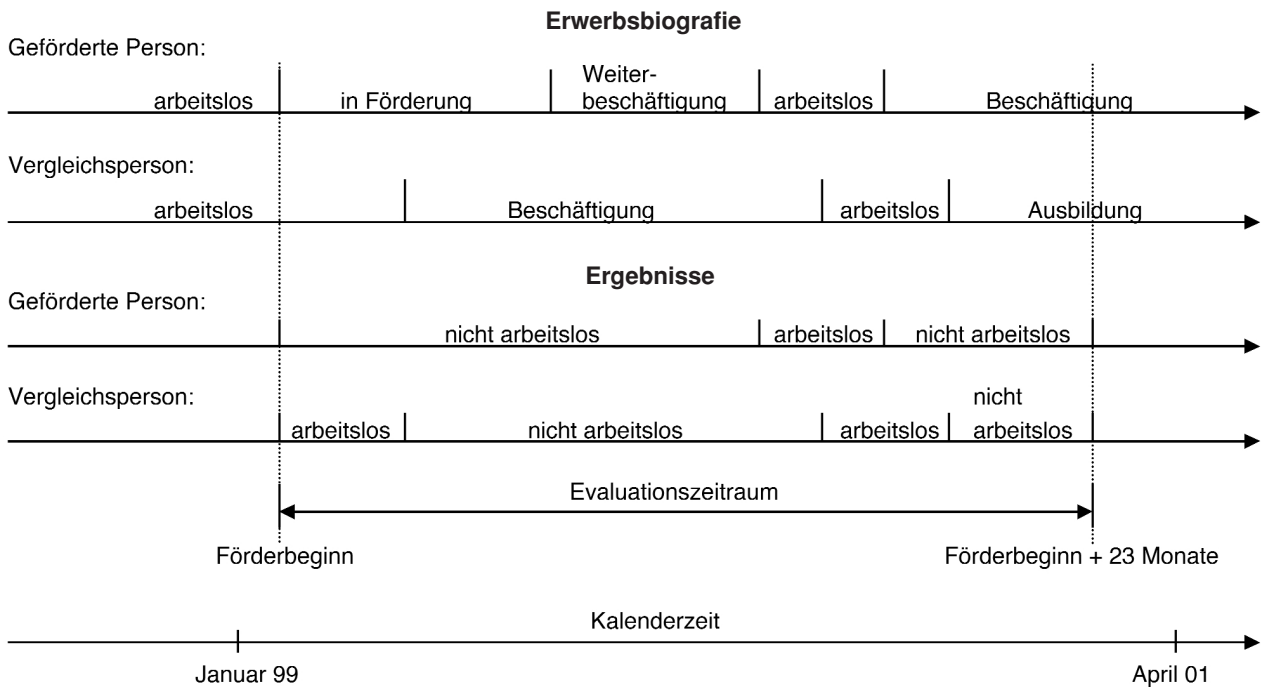 Erwerbsbiografie
Geförderte Person:
Weiter-
arbeitslos in Förderung beschäftigung arbeitslos Beschäftigung
Vergleichsperson:
arbeitslos Beschäftigung arbeitslos Ausbildung
Ergebnisse
Geförderte Person:
nicht arbeitslos arbeitslos nicht arbeitslos
Vergleichsperson: nicht
arbeitslos nicht arbeitslos arbeitslos arbeitslos
Evaluationszeitraum
Förderbeginn Förderbeginn + 23 Monate
Kalenderzeit
Januar 99 April 01